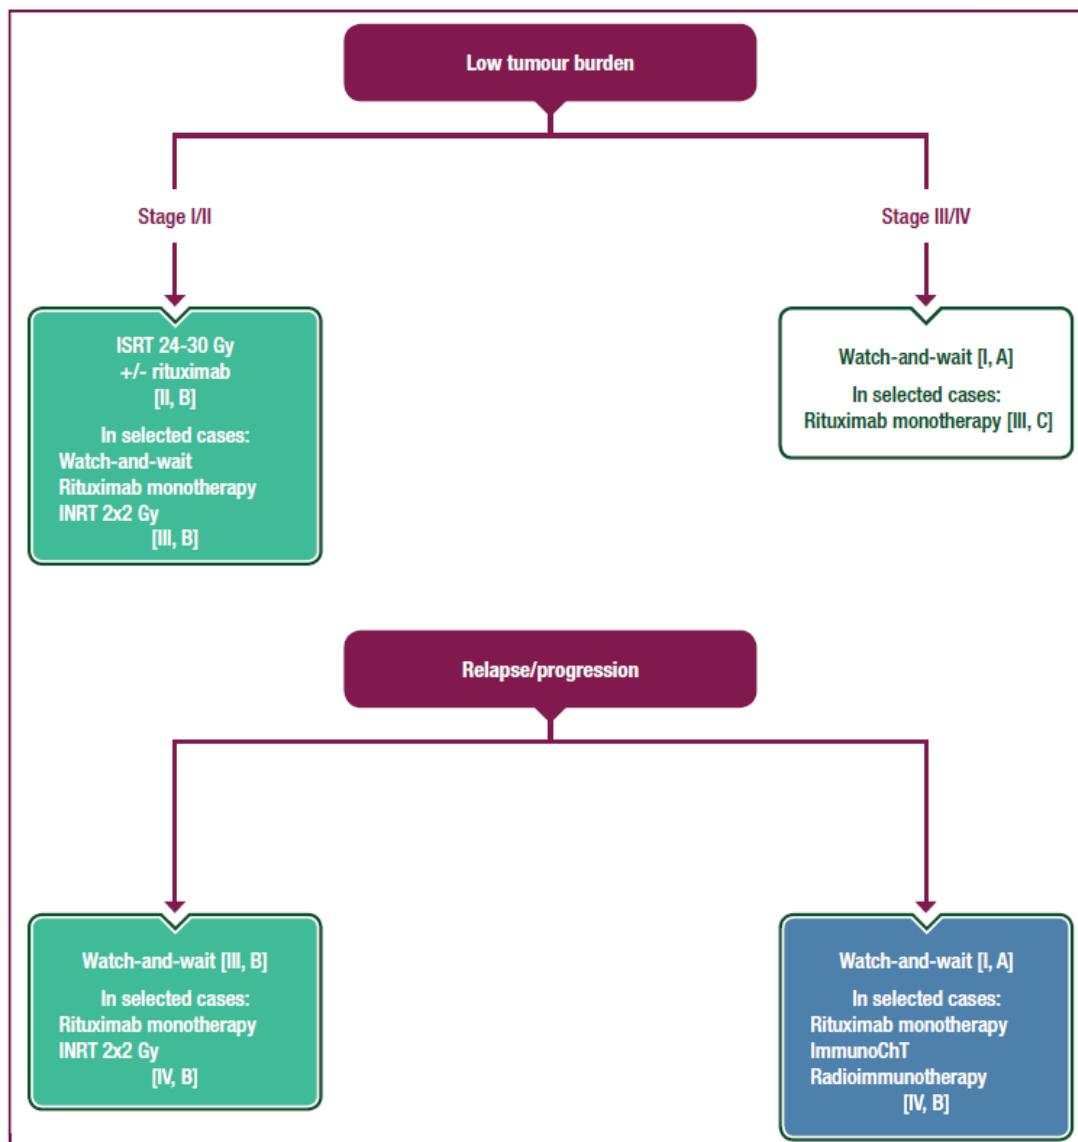 Low tumour burden
Stage I/II
Stage III/IV
ISRT 24-30 Gy
+/- rituximab
[II, B]
In selected cases:
Watch-and-wait
Rituximab monotherapy
INRT 2x2 Gy
[III, B]
Watch-and-wait [I, A]
In selected cases:
Rituximab monotherapy [III, C]
Relapse/progression
Watch-and-wait [III, B]
In selected cases:
Rituximab monotherapy
INRT 2x2 Gy
[IV, B]
Watch-and-wait [I, A]
In selected cases:
Rituximab monotherapy
ImmunoChT
Radioimmunotherapy
[IV, B]